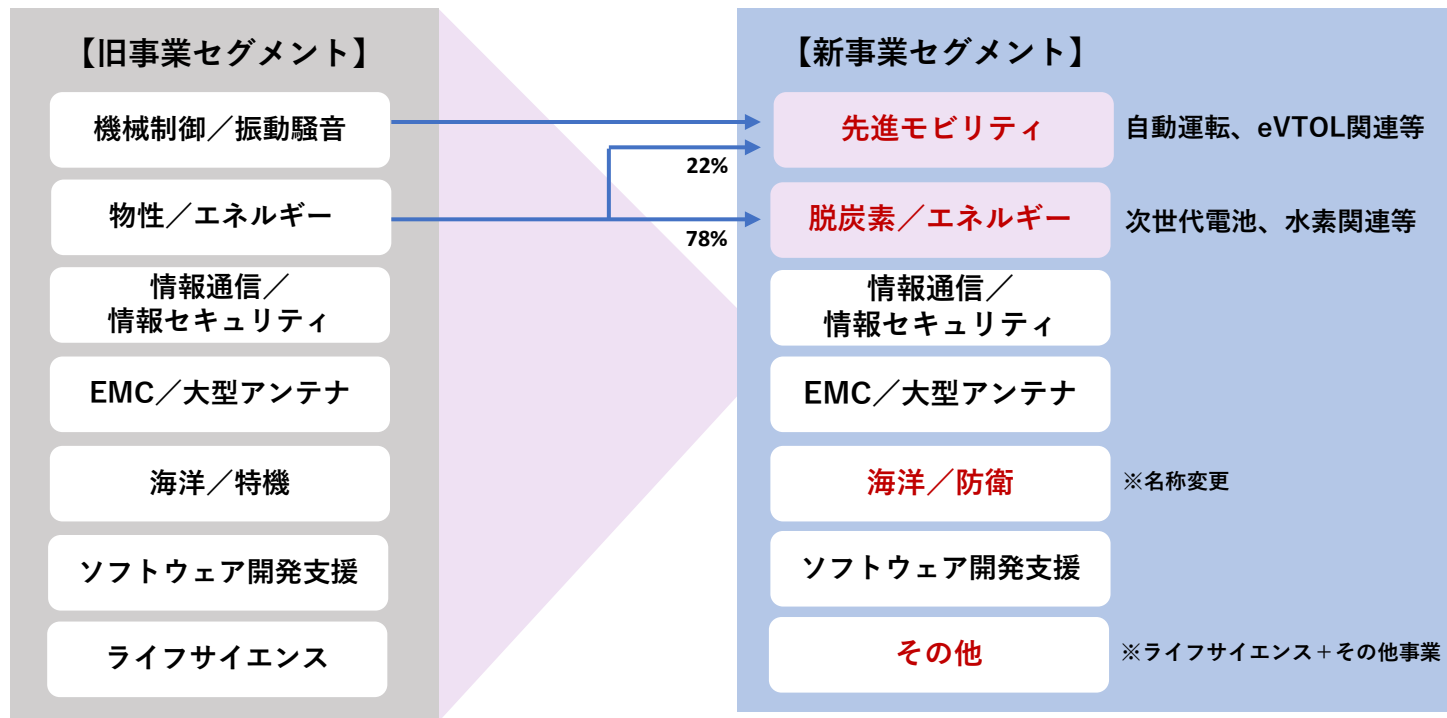 【旧事業セグメント】
機械制御／振動騒音
物性／エネルギー
情報通信／
情報セキュリティ
EMC／大型アンテナ
海洋／特機
ソフトウェア開発支援
ライフサイエンス
22%
78%
【新事業セグメント】
先進モビリティ
自動運転、eVTOL関連等
脱炭素／エネルギー
次世代電池、水素関連等
情報通信／
情報セキュリティ
EMC／大型アンテナ
海洋／防衛
※名称変更
ソフトウェア開発支援
その他
※ライフサイエンス＋その他事業